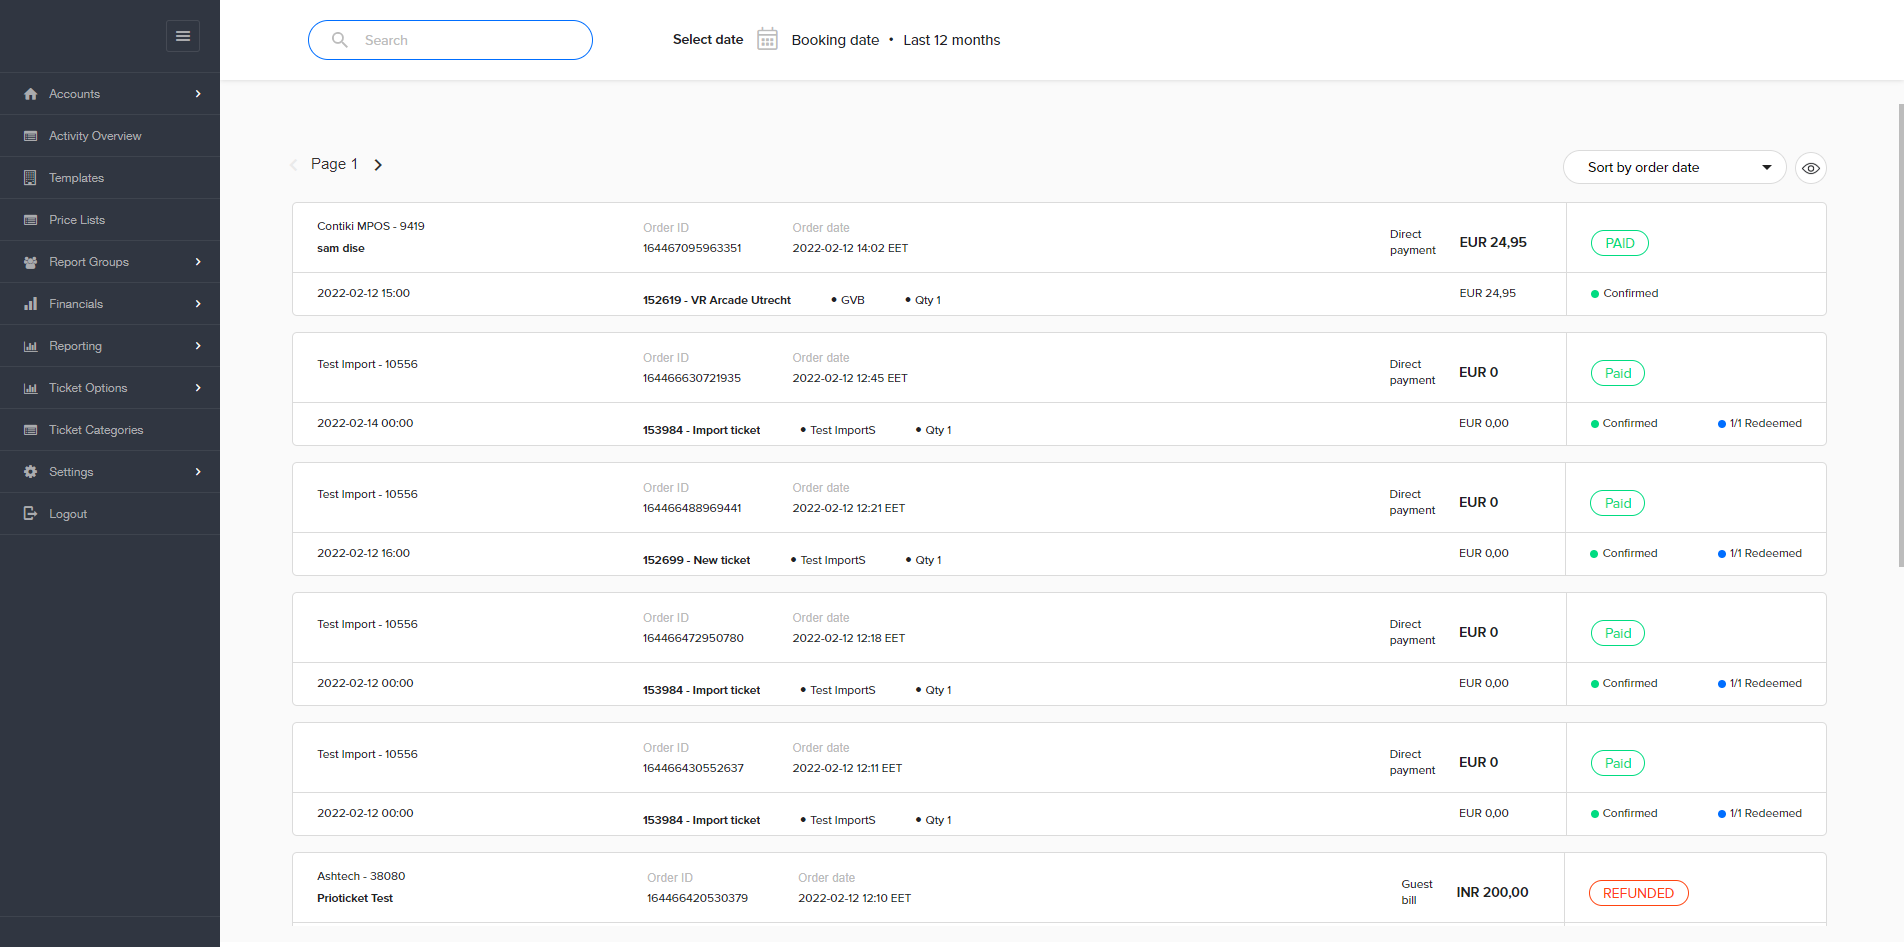 Search
Select date Booking date • Last 12 months
Accounts
Activity Overview
Templates
Price Lists
Report Groups
Financials
Reporting
Ticket Options
Ticket Categories
Settings
Logout
Page 1
Sort by order date
Contiki MPOS - 9419
sam dise
Order ID
164467095963351
Order date
2022-02-12 14:02 EET
Direct
payment
EUR 24,95
PAID
2022-02-12 15:00
152619 - VR Arcade Utrecht • GVB • Qty 1
EUR 24,95
Confirmed
Test Import - 10556
Order ID
164466630721935
Order date
2022-02-12 12:45 EET
Direct
payment
EUR 0
Paid
2022-02-14 00:00
153984 - Import ticket • Test ImportS • Qty 1
EUR 0,00
Confirmed
1/1 Redeemed
Test Import - 10556
Order ID
164466488969441
Order date
2022-02-12 12:21 EET
Direct
payment
EUR 0
Paid
2022-02-12 16:00
152699 - New ticket • Test ImportS • Qty 1
EUR 0,00
Confirmed
1/1 Redeemed
Test Import - 10556
Order ID
164466472950780
Order date
2022-02-12 12:18 EET
Direct
payment
EUR 0
Paid
2022-02-12 00:00
153984 - Import ticket • Test ImportS • Qty 1
EUR 0,00
Confirmed
1/1 Redeemed
Test Import - 10556
Order ID
164466430552637
Order date
2022-02-12 12:11 EET
Direct
payment
EUR 0
Paid
2022-02-12 00:00
153984 - Import ticket • Test ImportS • Qty 1
EUR 0,00
Confirmed
1/1 Redeemed
Ashtech - 38080
Prioticket Test
Order ID
164466420530379
Order date
2022-02-12 12:10 EET
Guest
bill
INR 200,00
REFUNDED